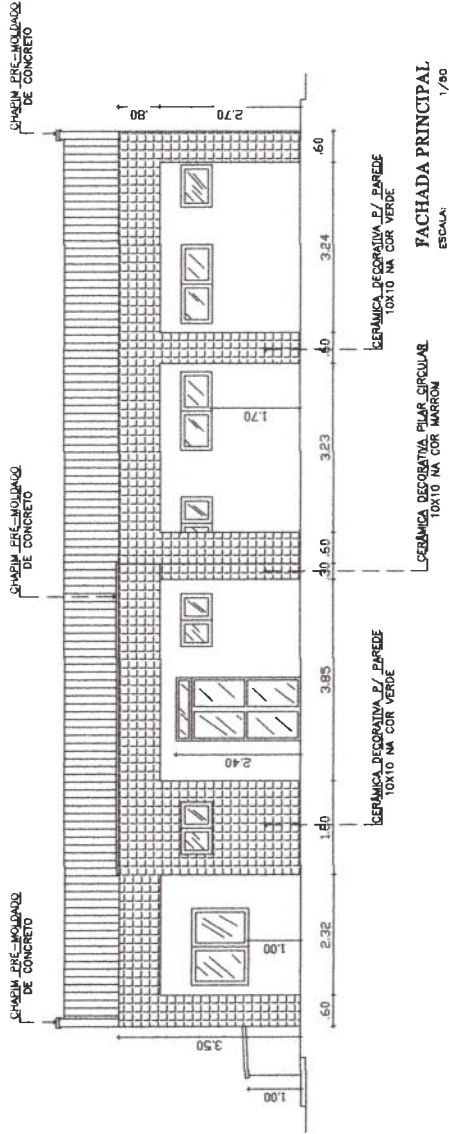 CHAPIM PRÉ-MOLDADO
DE CONCRETO
CHAPIM PRÉ-MOLDADO
DE CONCRETO
CHAPIM PRÉ-MOLDADO
DE CONCRETO
3.50
1.00
1.00
2.40
1.70
.80
2.70
.60
2.32
1.80
3.85
.60
3.23
.40
3.24
.60
CERÂMICA DECORATIVA P/ PAREDE
10X10 NA COR VERDE
CERÂMICA DECORATIVA PILAR CIRCULAR
10X10 NA COR MARROM
CERÂMICA DECORATIVA P/ PAREDE
10X10 NA COR VERDE
FACHADA PRINCIPAL
ESCALA: 1/50